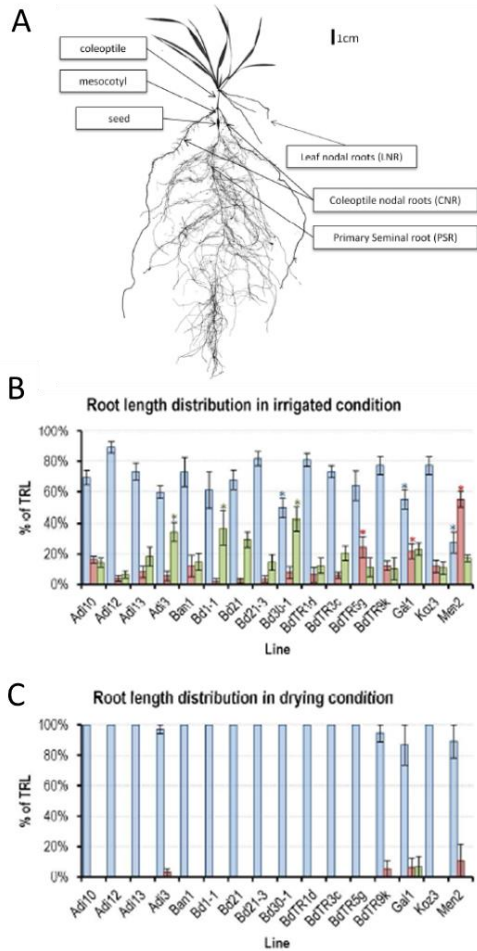 A
1cm
coleoptile
mesocotyl
seed
Leaf nodal roots (LNR)
Coleoptile nodal roots (CNR)
Primary Seminal root (PSR)
B
Root length distribution in irrigated condition
% of TRL
100%
80%
60%
40%
20%
0%
Adi10 Adi12 Adi13 Adi3 Ban1 Bd1-1 Bd21 Bd21-3 Bd30-1 BdTR1d BdTR3c BdTR5g BdTR9k Gal1 Koz3 Men2
Line
C
Root length distribution in drying condition
% of TRL
100%
80%
60%
40%
20%
0%
Adi10 Adi12 Adi13 Adi3 Ban1 Bd1-1 Bd21 Bd21-3 Bd30-1 BdTR1d BdTR3c BdTR5g BdTR9k Gal1 Koz3 Men2
Line